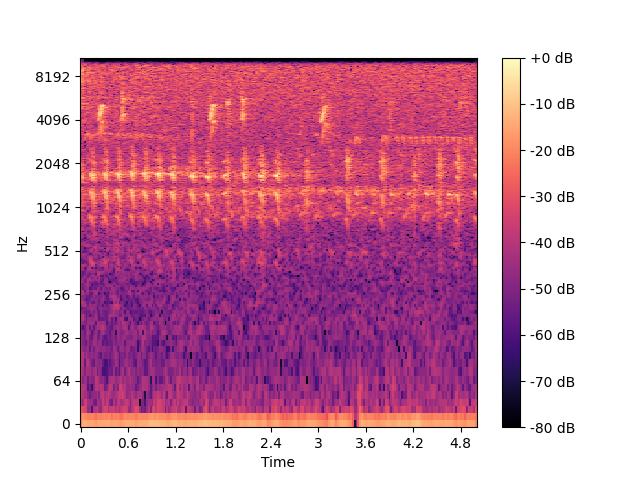 8192
4096
2048
1024
512
256
128
64
0
Hz
0 0.6 1.2 1.8 2.4 3 3.6 4.2 4.8
Time
+0 dB
-10 dB
-20 dB
-30 dB
-40 dB
-50 dB
-60 dB
-70 dB
-80 dB